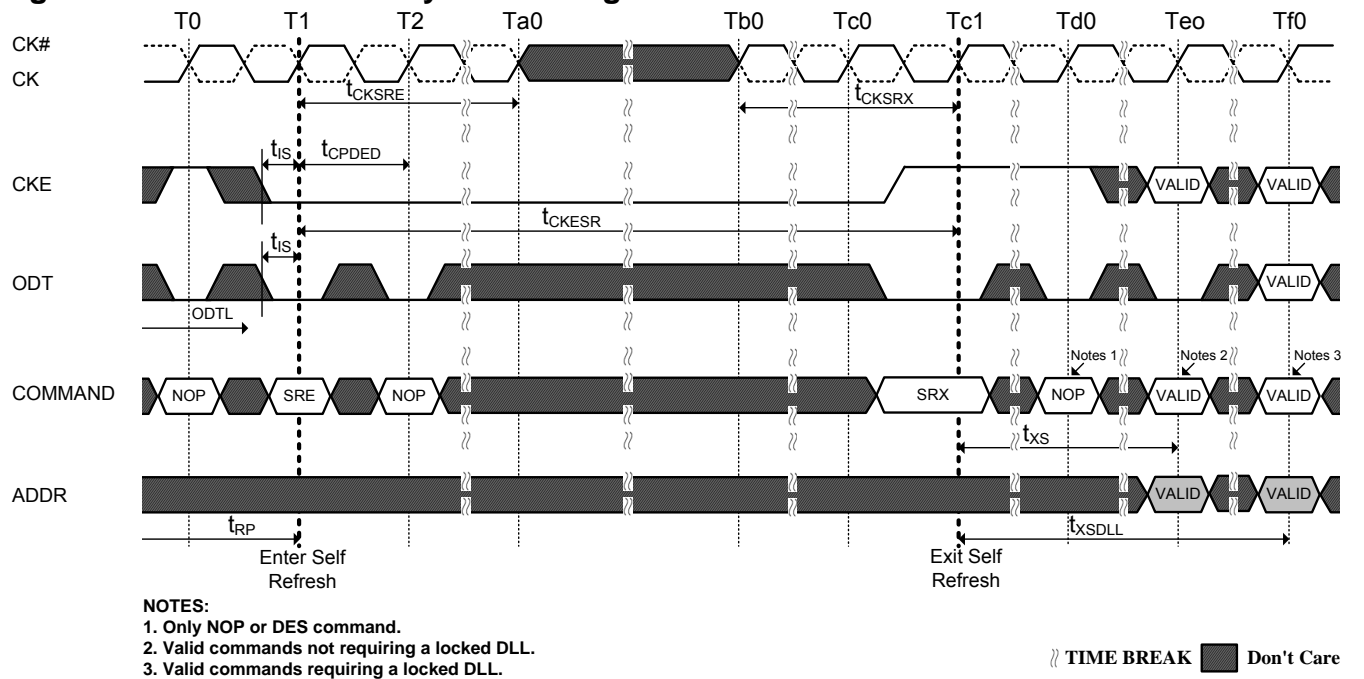 T0 T1 T2 Ta0 Tb0 Tc0 Tc1 Td0 Teo Tf0
CK#
CK
tCKSRE tCKSRX
tIS tCPDED
CKE VALID VALID
tCKESR
tIS
ODT VALID
ODTL
Notes 1 Notes 2 Notes 3
COMMAND NOP SRE NOP SRX NOP VALID VALID
tXS
ADDR VALID VALID
tRP tXSDLL
Enter Self Refresh
Exit Self Refresh
NOTES:
1. Only NOP or DES command.
2. Valid commands not requiring a locked DLL.
3. Valid commands requiring a locked DLL.
TIME BREAK Don't Care